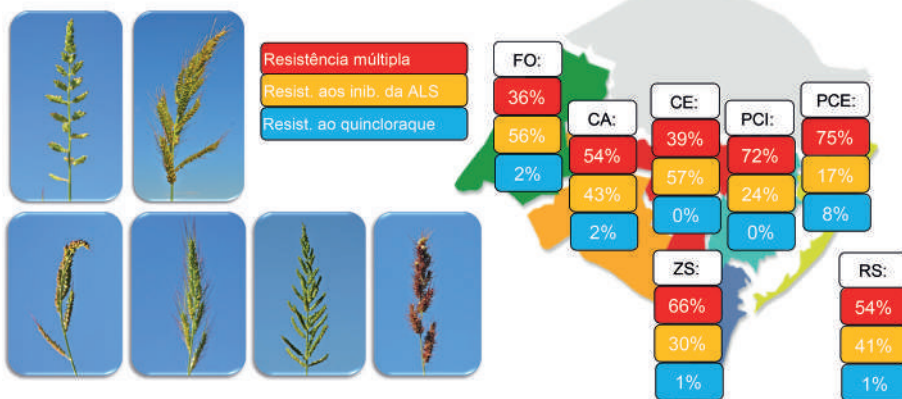 Resistência múltipla
Resist. aos inib. da ALS
Resist. ao quincloraque
FO:
36%
56%
2%
CA:
54%
43%
2%
CE:
39%
57%
0%
PCI:
72%
24%
0%
PCE:
75%
17%
8%
ZS:
66%
30%
1%
RS:
54%
41%
1%